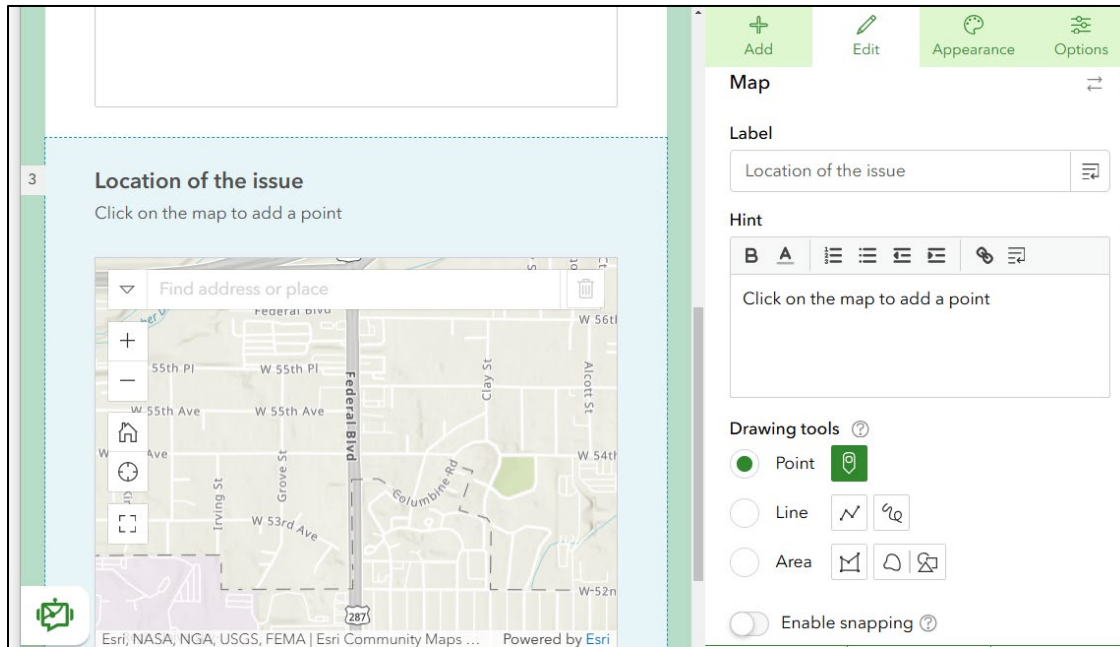 Add
Edit
Appearance
Options
Map
Label
Location of the issue
Hint
B A
Click on the map to add a point
Drawing tools
Point
Line
Area
Enable snapping
3
Location of the issue
Click on the map to add a point
Find address or place
Federal Blvd
W 56t
55th Pl
W 55th Pl
Federal Blvd
Clay St
Alcott St
W 55th Ave
W 55th Ave
Ave
W 54th
Grove St
Irving St
Columbine Rd
W 53rd Ave
W 52n
287
Esri, NASA, NGA, USGS, FEMA | Esri Community Maps ...
Powered by Esri